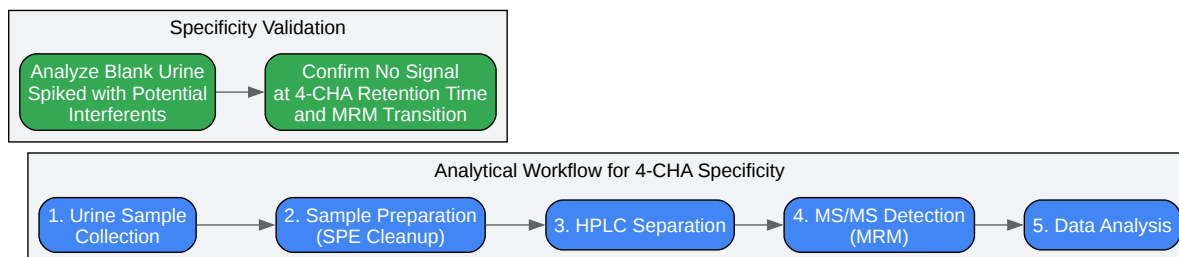 Specificity Validation
Analyze Blank Urine
Spiked with Potential
Interferents
Confirm No Signal
at 4-CHA Retention Time
and MRM Transition
Analytical Workflow for 4-CHA Specificity
1. Urine Sample
Collection
2. Sample Preparation
(SPE Cleanup)
3. HPLC Separation
4. MS/MS Detection
(MRM)
5. Data Analysis